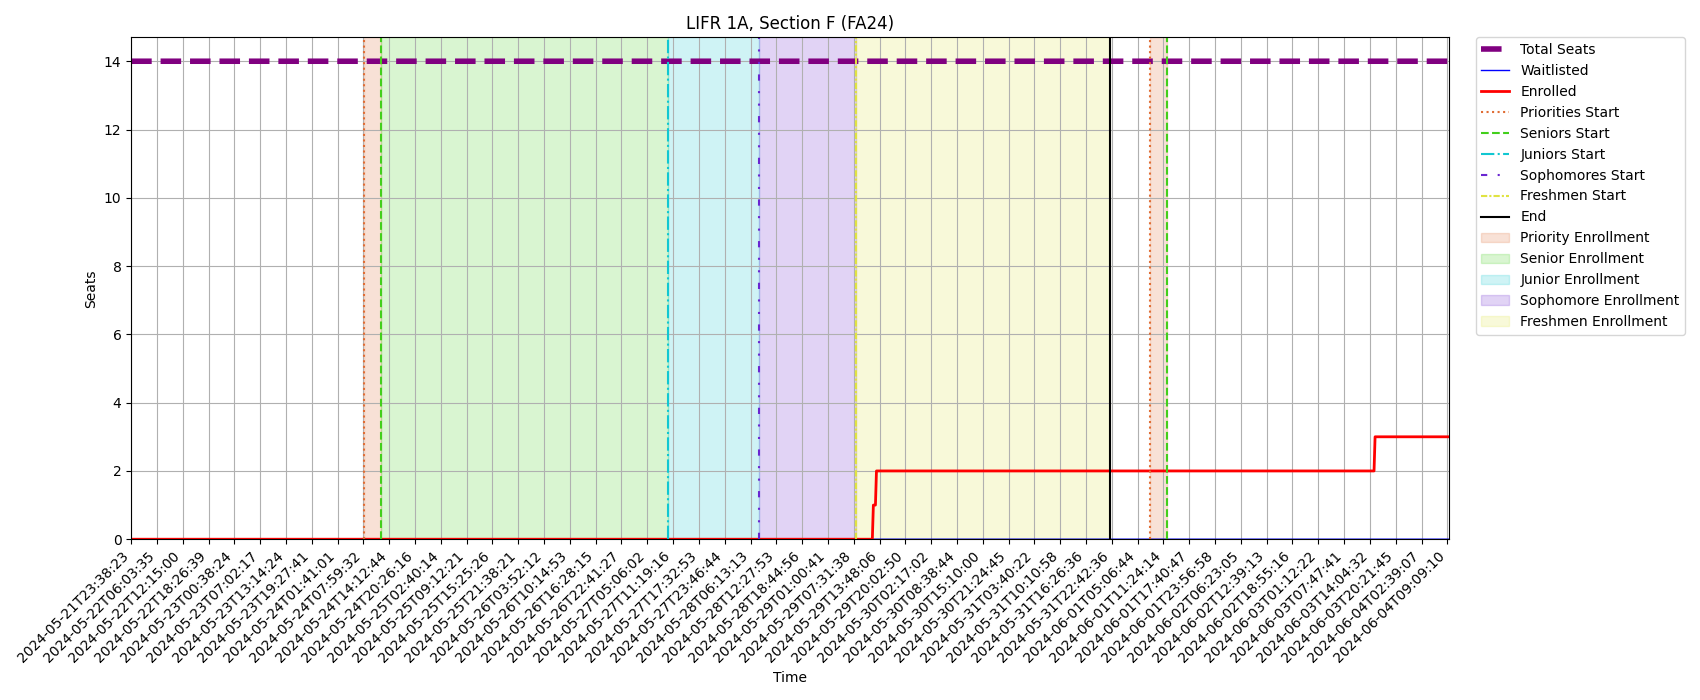 LIFR 1A, Section F (FA24)
Seats
14
12
10
8
6
4
2
0
2024-05-21T23:38:23
2024-05-22T06:03:35
2024-05-22T12:15:00
2024-05-22T18:26:39
2024-05-23T00:38:24
2024-05-23T07:02:17
2024-05-23T13:14:24
2024-05-23T19:27:41
2024-05-24T01:41:01
2024-05-24T07:59:32
2024-05-24T14:12:44
2024-05-24T20:26:16
2024-05-25T02:40:14
2024-05-25T09:12:21
2024-05-25T15:25:26
2024-05-25T21:38:21
2024-05-26T03:52:12
2024-05-26T10:14:53
2024-05-26T16:28:15
2024-05-26T22:41:27
2024-05-27T05:06:02
2024-05-27T11:19:16
2024-05-27T17:32:53
2024-05-27T23:46:44
2024-05-28T06:13:13
2024-05-28T12:27:53
2024-05-28T18:44:56
2024-05-29T01:00:41
2024-05-29T07:31:38
2024-05-29T13:48:06
2024-05-29T20:02:50
2024-05-30T02:17:02
2024-05-30T08:38:44
2024-05-30T15:10:00
2024-05-30T21:24:45
2024-05-31T03:40:22
2024-05-31T10:10:58
2024-05-31T16:26:36
2024-05-31T22:42:36
2024-06-01T05:06:44
2024-06-01T11:24:14
2024-06-01T17:40:47
2024-06-01T23:56:58
2024-06-02T06:23:05
2024-06-02T12:39:13
2024-06-02T18:55:16
2024-06-03T01:12:22
2024-06-03T07:47:41
2024-06-03T14:04:32
2024-06-03T20:21:45
2024-06-04T02:39:07
2024-06-04T09:09:10
Time
Total Seats
Waitlisted
Enrolled
Priorities Start
Seniors Start
Juniors Start
Sophomores Start
Freshmen Start
End
Priority Enrollment
Senior Enrollment
Junior Enrollment
Sophomore Enrollment
Freshmen Enrollment